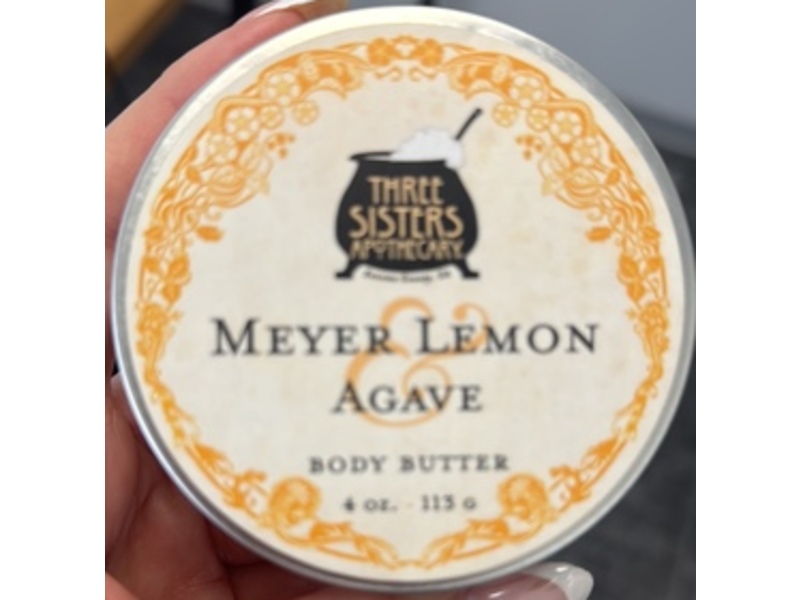 THREE
SISTERS
APOTHECARY
MEYER LEMON
&
AGAVE
BODY BUTTER
4 oz. - 113 G